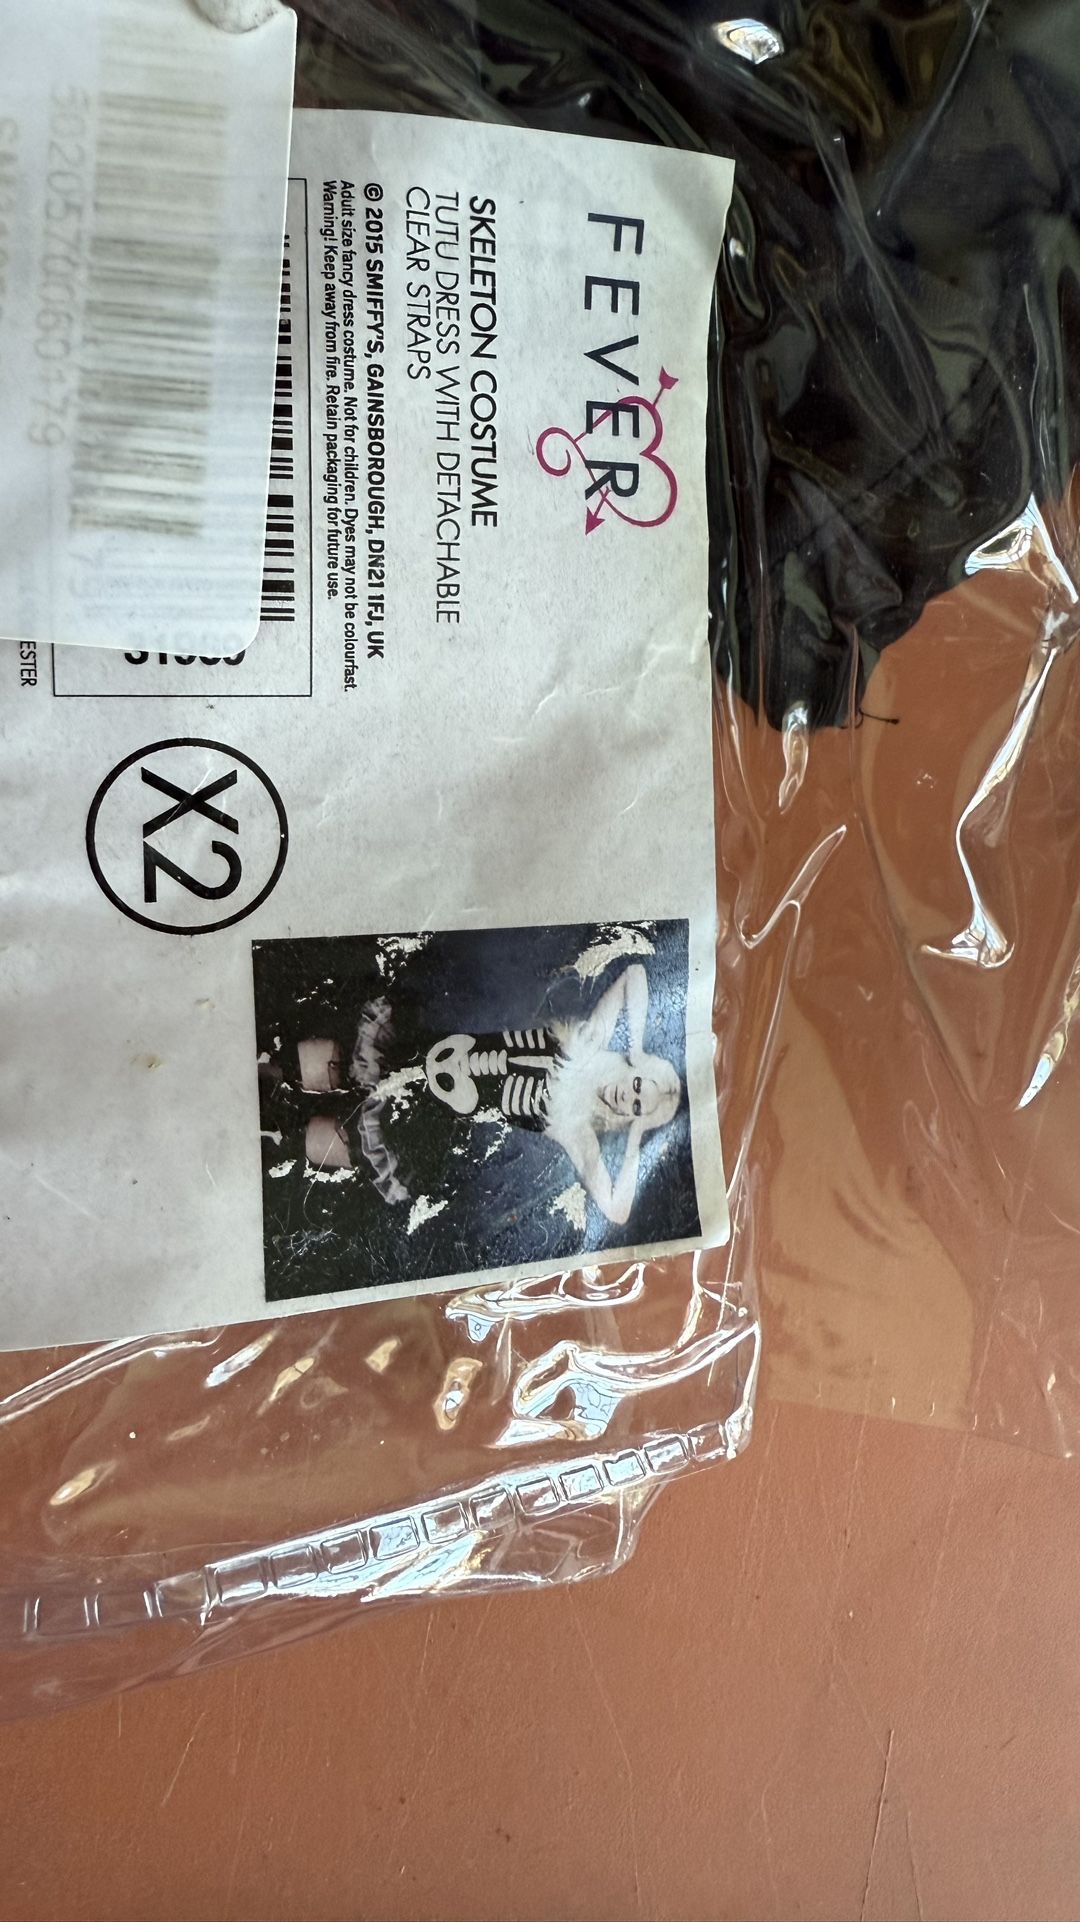 FEVER
SKELETON COSTUME
TUTU DRESS WITH DETACHABLE
CLEAR STRAPS
© 2015 SMIFFY'S, GAINSBOROUGH, DN21 1FJ, UK
Adult size fancy dress costume. Not for children. Dyes may not be colourfast.
Warning! Keep away from fire. Retain packaging for future use.
X2